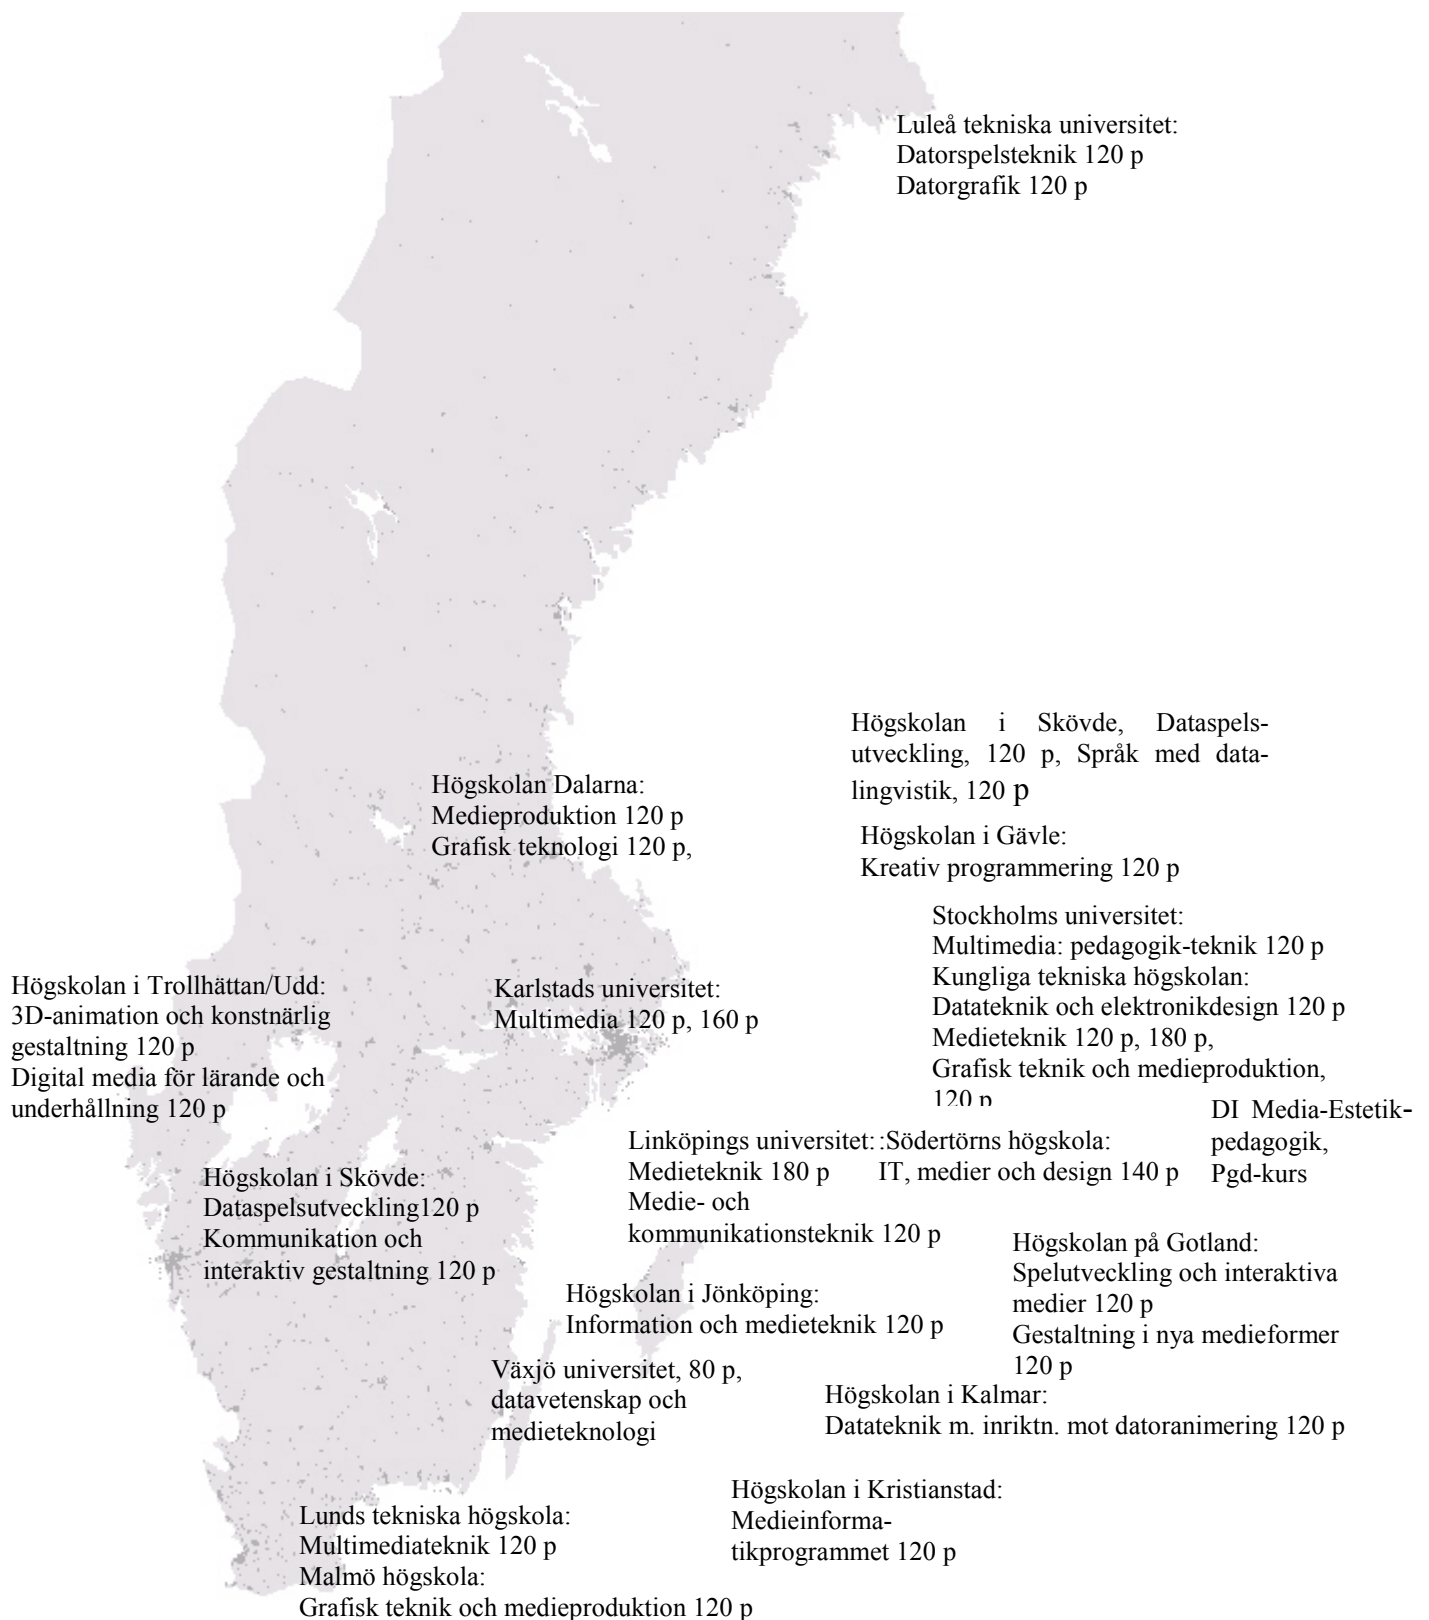 Luleå tekniska universitet:
Datorspelsteknik 120 p
Datorgrafik 120 p
Högskolan i Skövde, Dataspels-
utveckling, 120 p, Språk med data-
lingvistik, 120 p
Högskolan Dalarna:
Medieproduktion 120 p
Grafisk teknologi 120 p,
Högskolan i Gävle:
Kreativ programmering 120 p
Stockholms universitet:
Multimedia: pedagogik-teknik 120 p
Kungliga tekniska högskolan:
Datateknik och elektronikdesign 120 p
Medieteknik 120 p, 180 p,
Grafisk teknik och medieproduktion,
120 p
Högskolan i Trollhättan/Udd:
3D-animation och konstnärlig
gestaltning 120 p
Digital media för lärande och
underhållning 120 p
Karlstads universitet:
Multimedia 120 p, 160 p
DI Media-Estetik-
pedagogik,
Pgd-kurs
Linköpings universitet:
Medieteknik 180 p
Medie- och
kommunikationsteknik 120 p
:Södertörns högskola:
IT, medier och design 140 p
Högskolan i Skövde:
Dataspelsutveckling120 p
Kommunikation och
interaktiv gestaltning 120 p
Högskolan på Gotland:
Spelutveckling och interaktiva
medier 120 p
Gestaltning i nya medieformer
120 p
Högskolan i Jönköping:
Information och medieteknik 120 p
Växjö universitet, 80 p,
datavetenskap och
medieteknologi
Högskolan i Kalmar:
Datateknik m. inriktn. mot datoranimering 120 p
Högskolan i Kristianstad:
Medieinforma-
tikprogrammet 120 p
Lunds tekniska högskola:
Multimediateknik 120 p
Malmö högskola:
Grafisk teknik och medieproduktion 120 p